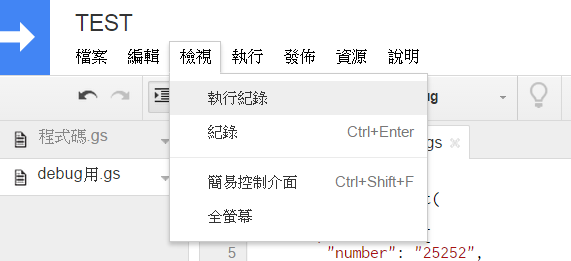 TEST
檔案 編輯 檢視 執行 發佈 資源 說明
執行紀錄
紀錄 Ctrl+Enter
簡易控制介面 Ctrl+Shift+F
全螢幕
程式碼.gs
debug用.gs
ug
gs
t(
5 "number": "25252",